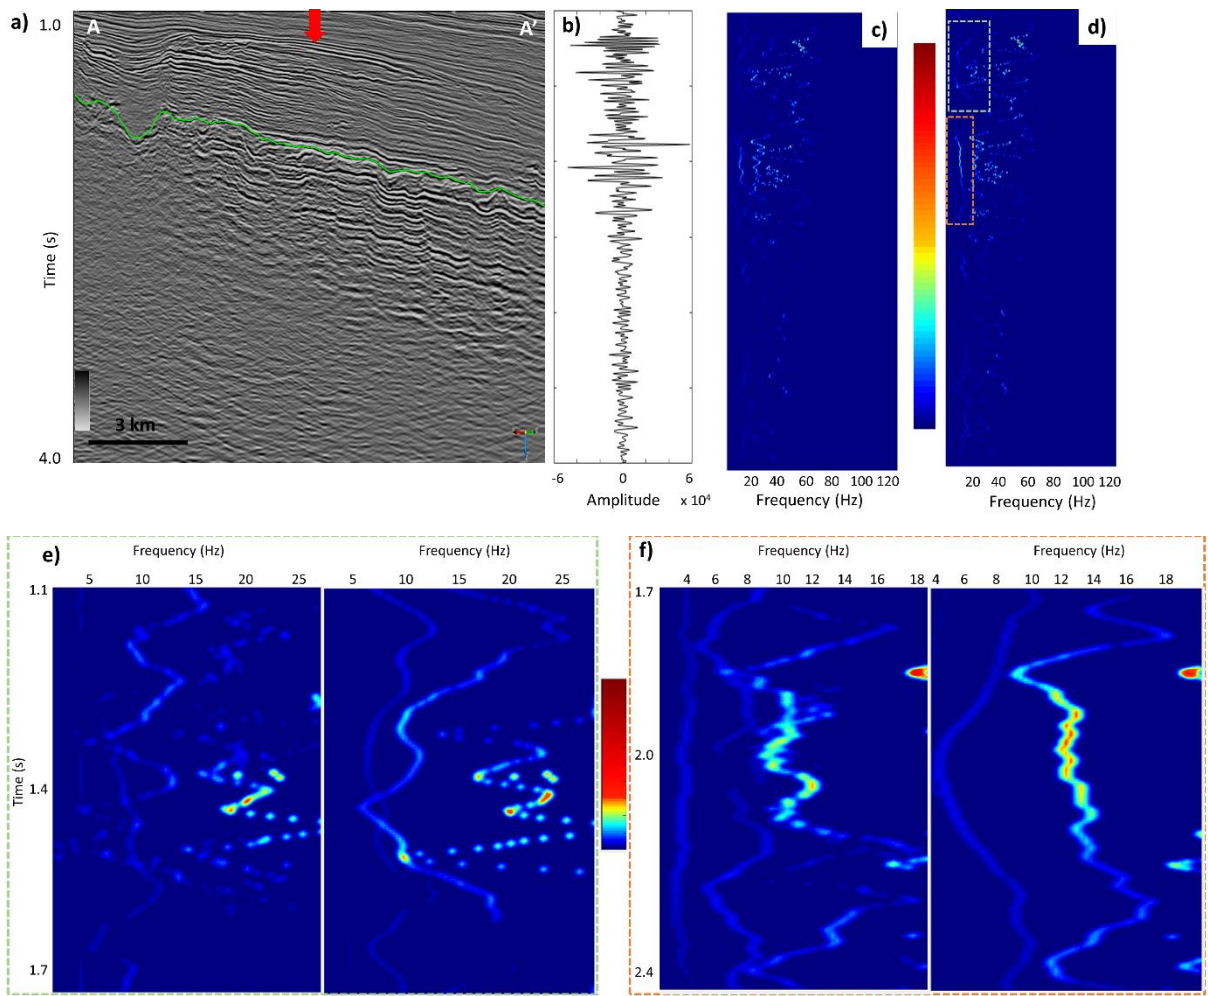 a)
1.0
A
A’
Time (s)
3 km
4.0
b)
-6 0 6
Amplitude x 10⁴
c)
20 40 60 80 100 120
Frequency (Hz)
d)
20 40 60 80 100 120
Frequency (Hz)
e)
Frequency (Hz) Frequency (Hz)
5 10 15 20 25 5 10 15 20 25
1.1
1.4
Time (s)
1.7
f)
Frequency (Hz) Frequency (Hz)
4 6 8 10 12 14 16 18 4 6 8 10 12 14 16 18
1.7
2.0
2.4